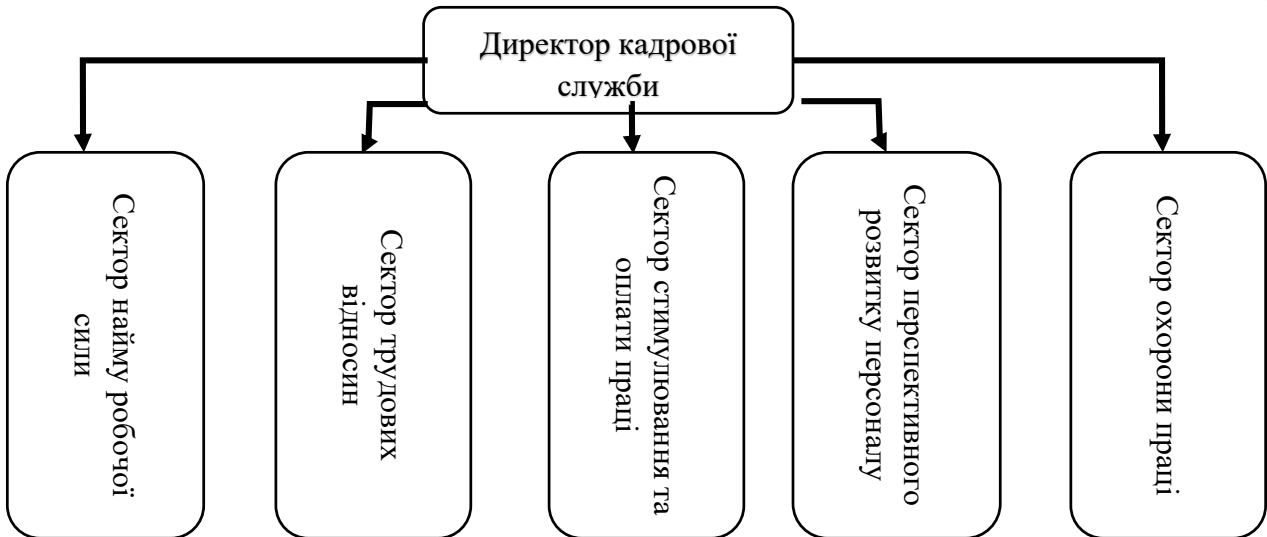 Директор кадрової
служби
Сектор найму робочої
сили
Сектор трудових
відносин
Сектор стимулювання та
оплати праці
Сектор перспективного
розвитку персоналу
Сектор охорони праці